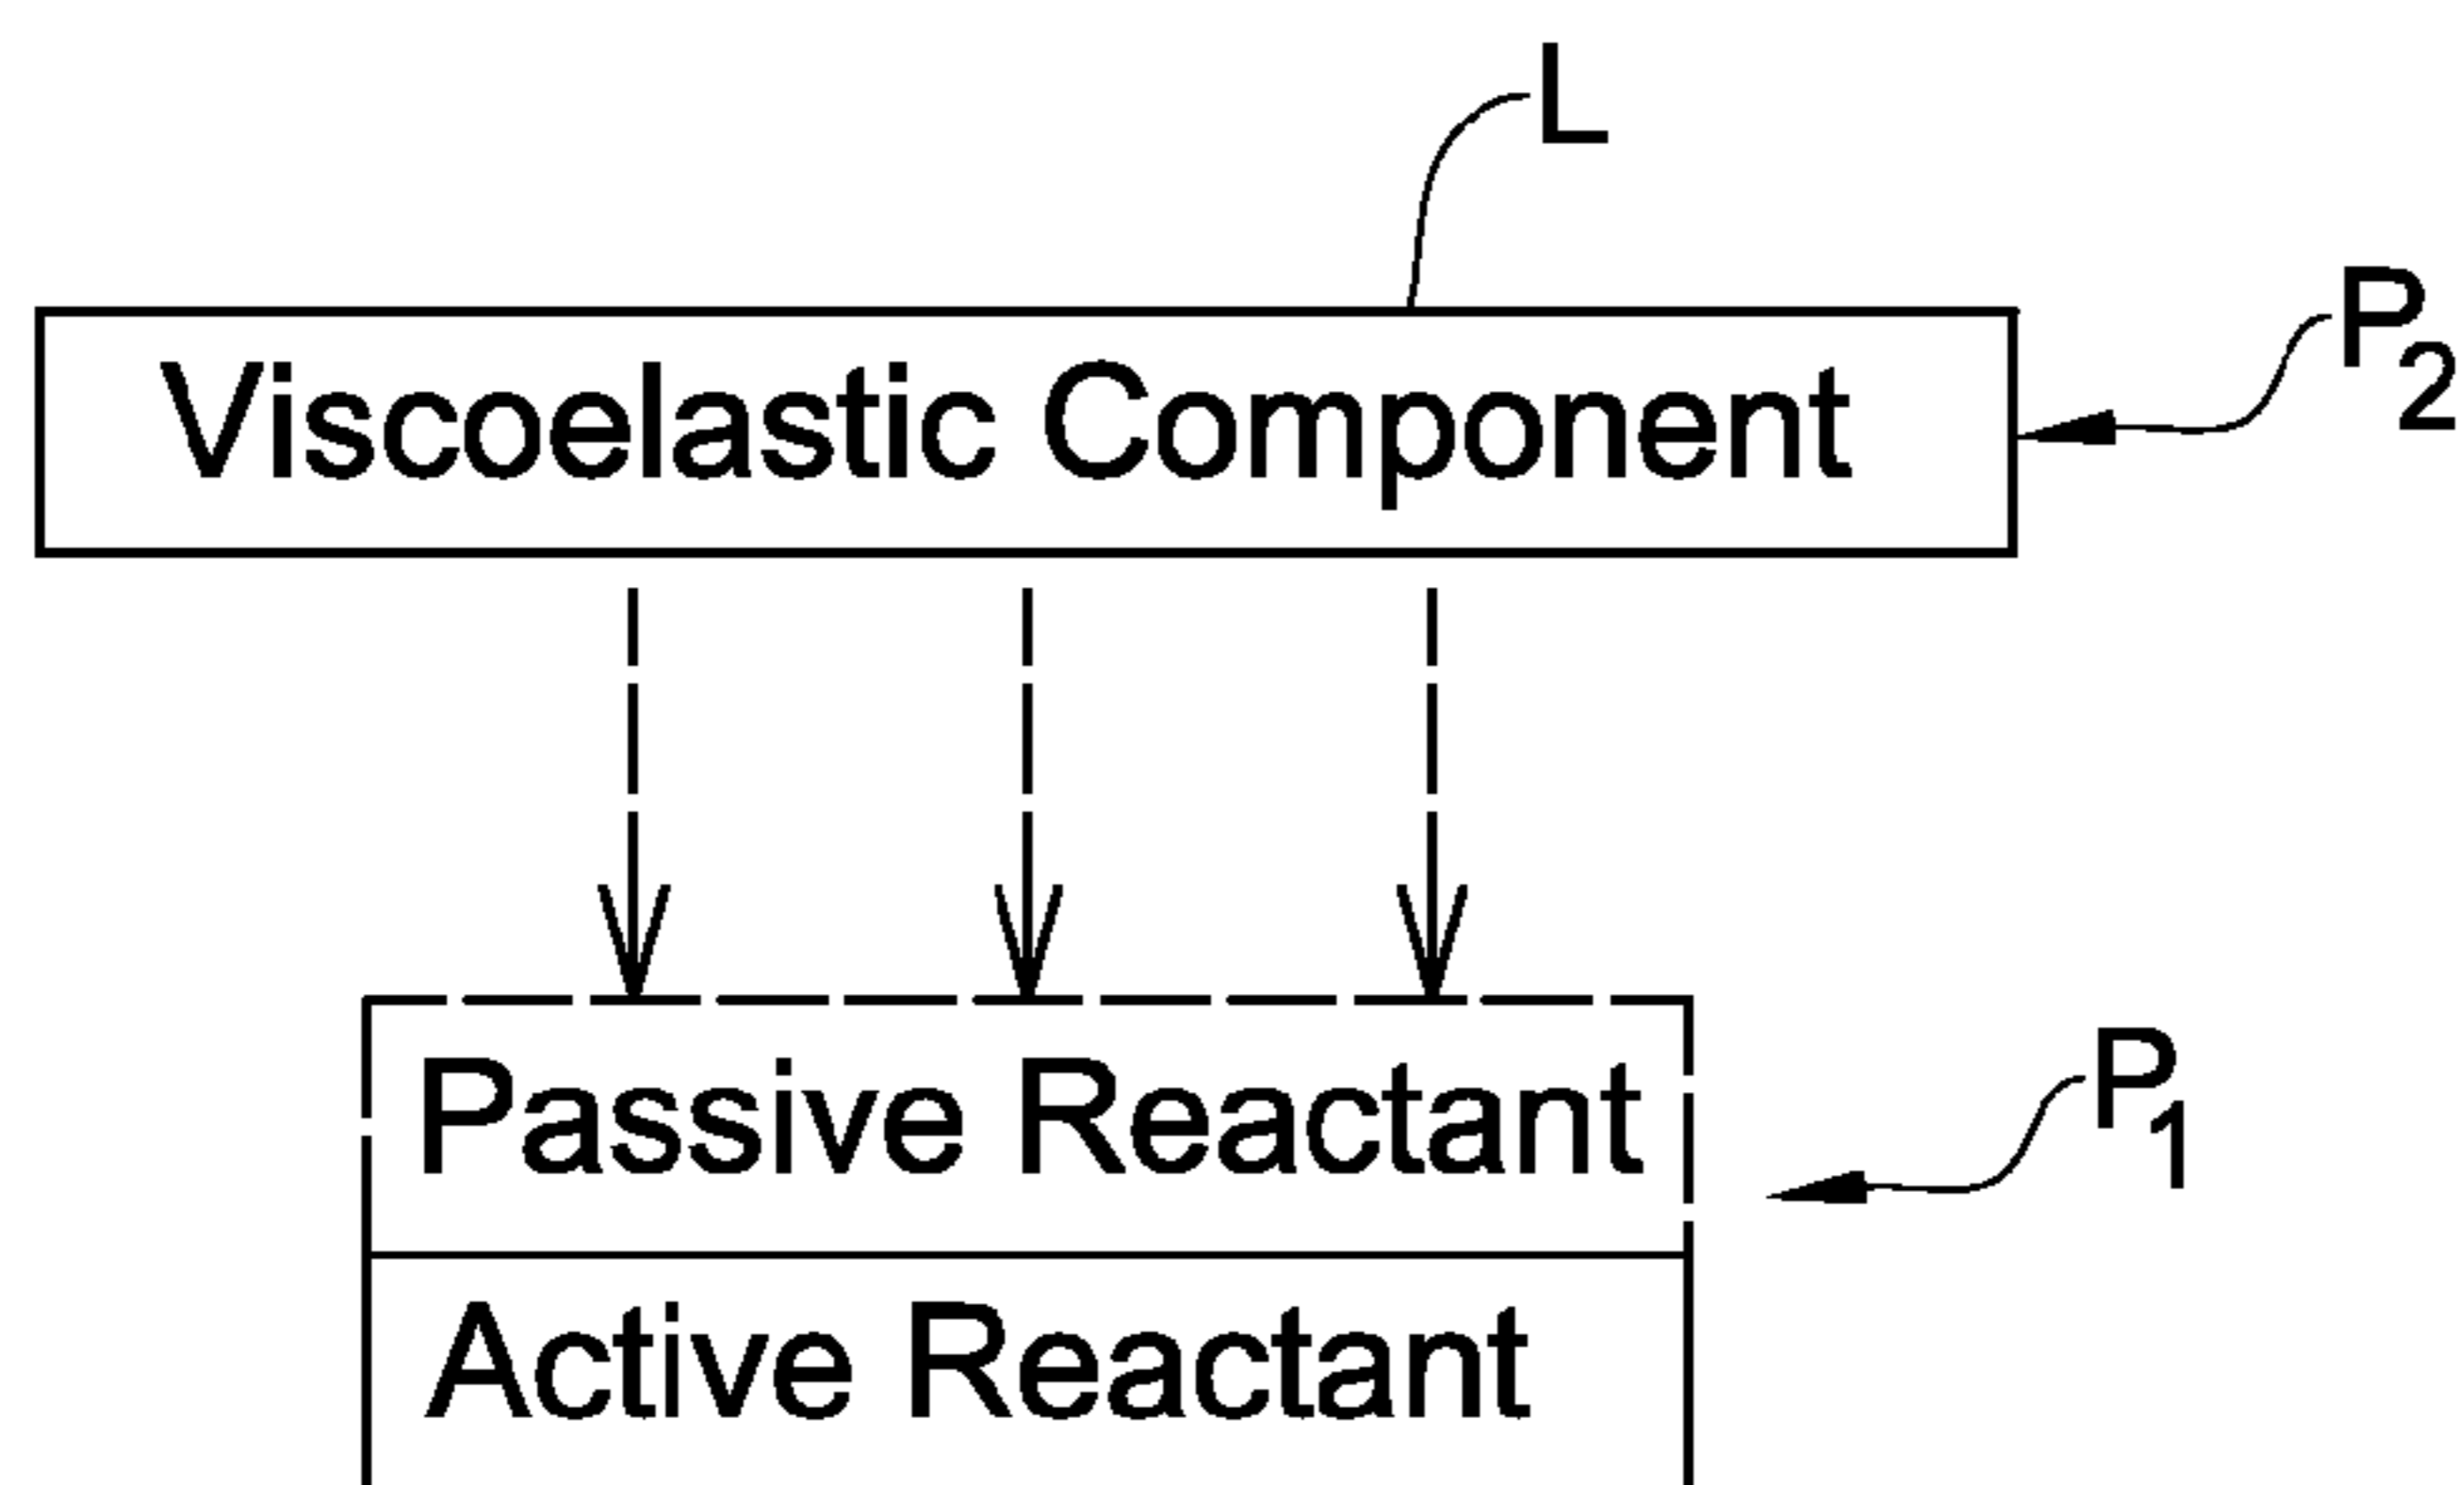 L
P2
Viscoelastic Component
P1
Passive Reactant
Active Reactant